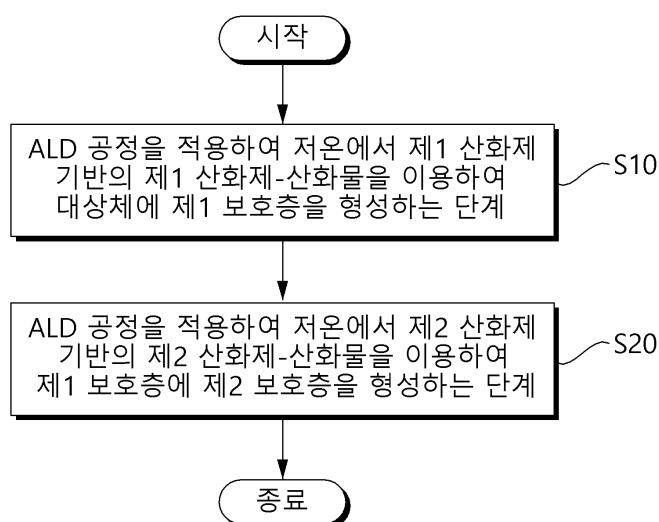 시작
ALD 공정을 적용하여 저온에서 제1 산화제
기반의 제1 산화제-산화물을 이용하여
대상체에 제1 보호층을 형성하는 단계
S10
ALD 공정을 적용하여 저온에서 제2 산화제
기반의 제2 산화제-산화물을 이용하여
제1 보호층에 제2 보호층을 형성하는 단계
S20
종료